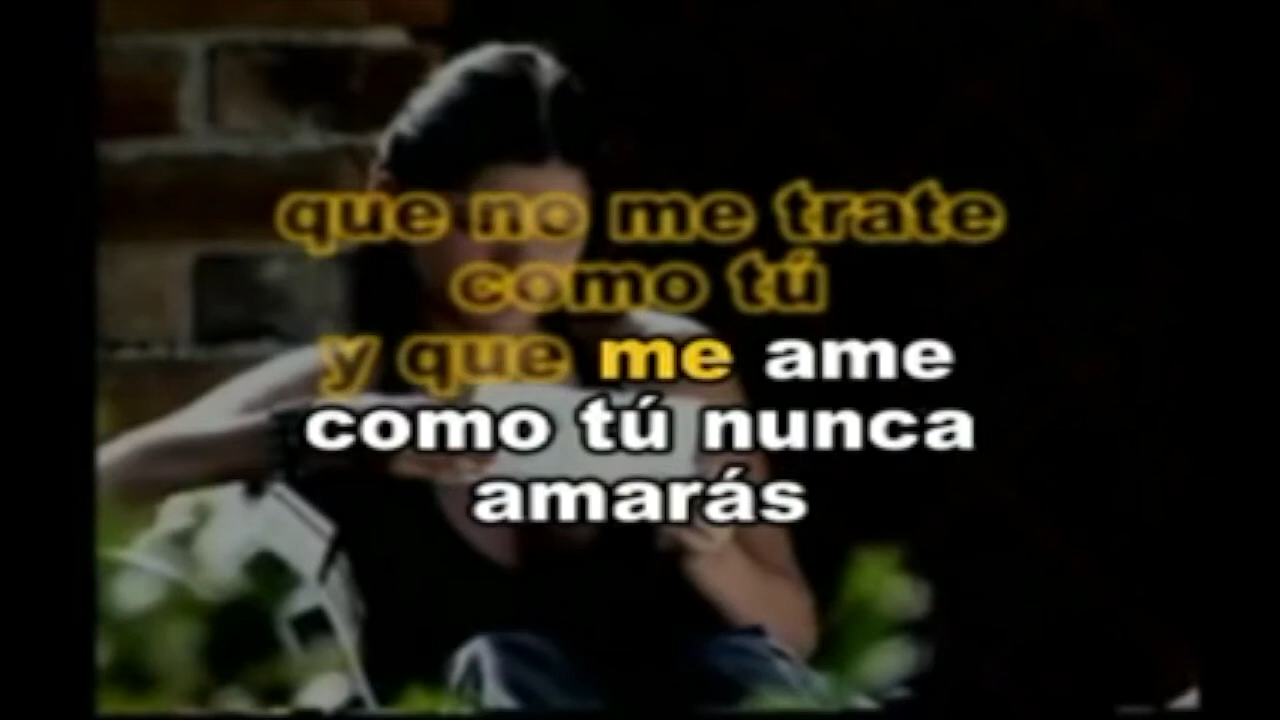 que no me trate
como tú
y que me ame
como tú nunca
amarás